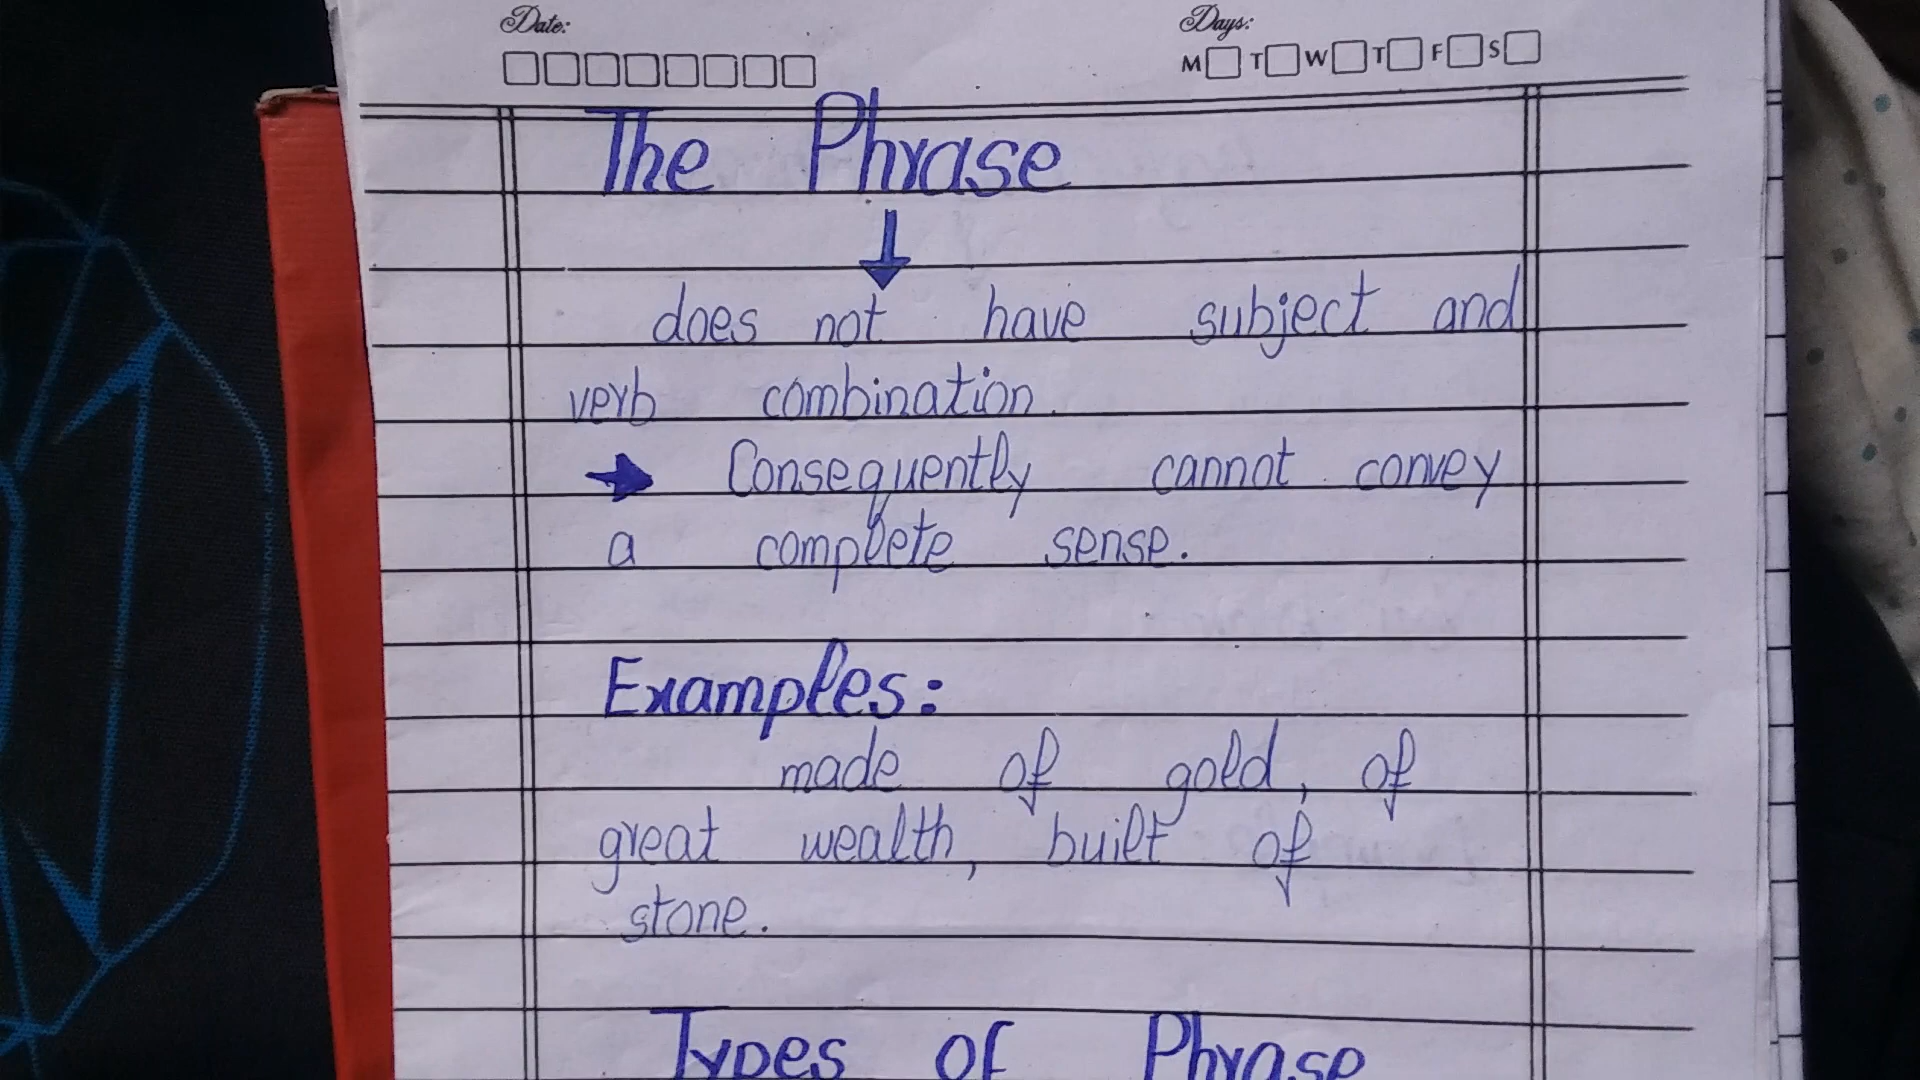 Date:
Days:
M T W T F S
The Phrase
does not have subject and
verb combination.
Consequently cannot convey
a complete sense.
Examples:
made of gold, of
great wealth, built of
stone.
Types of Phrase